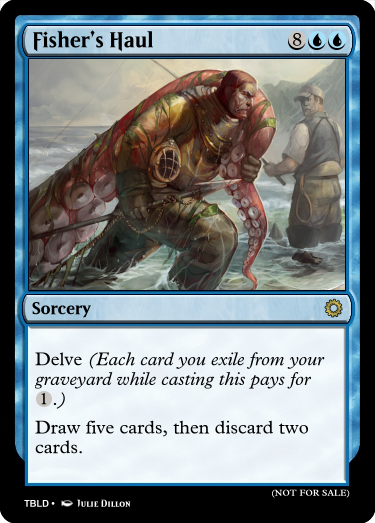 Fisher's Haul 8
Sorcery
Delve (Each card you exile from your
graveyard while casting this pays for
1.)
Draw five cards, then discard two
cards.
(NOT FOR SALE)
TBLD • Julie Dillon